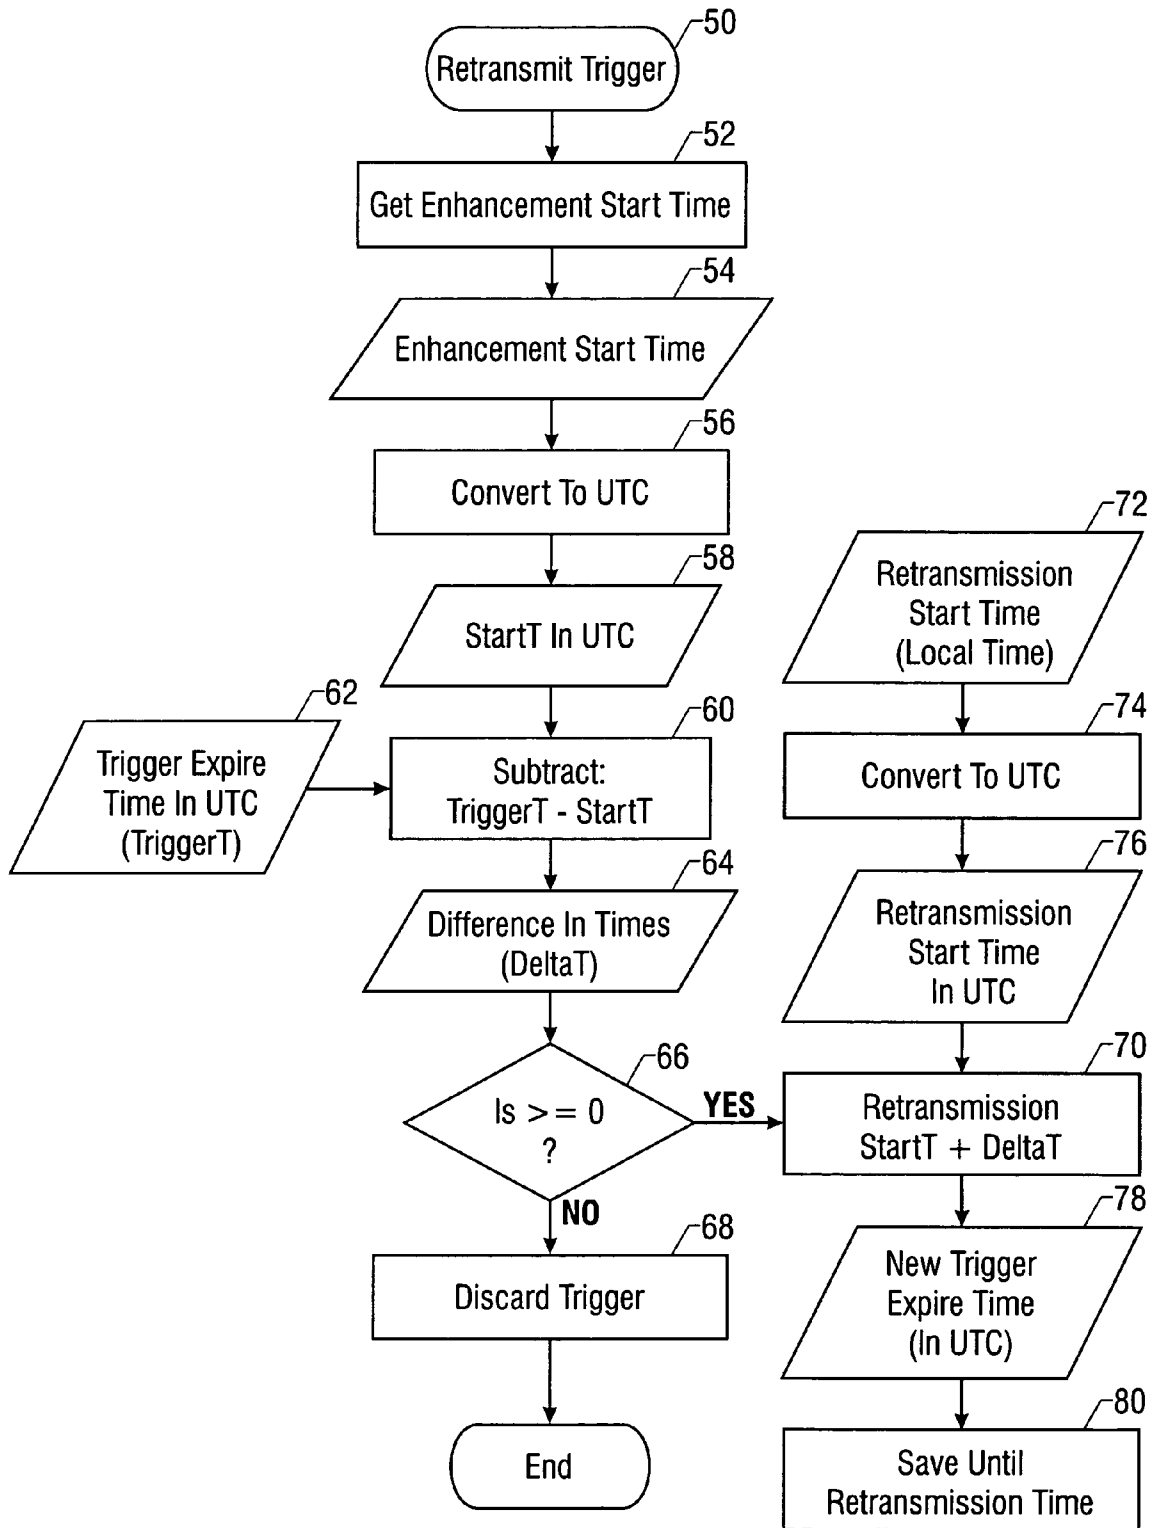 50
Retransmit Trigger
52
Get Enhancement Start Time
54
Enhancement Start Time
56
Convert To UTC
58
StartT In UTC
62
Trigger Expire
Time In UTC
(TriggerT)
60
Subtract:
TriggerT - StartT
64
Difference In Times
(DeltaT)
66
Is >= 0
?
YES
NO
68
Discard Trigger
End
72
Retransmission
Start Time
(Local Time)
74
Convert To UTC
76
Retransmission
Start Time
In UTC
70
Retransmission
StartT + DeltaT
78
New Trigger
Expire Time
(In UTC)
80
Save Until
Retransmission Time